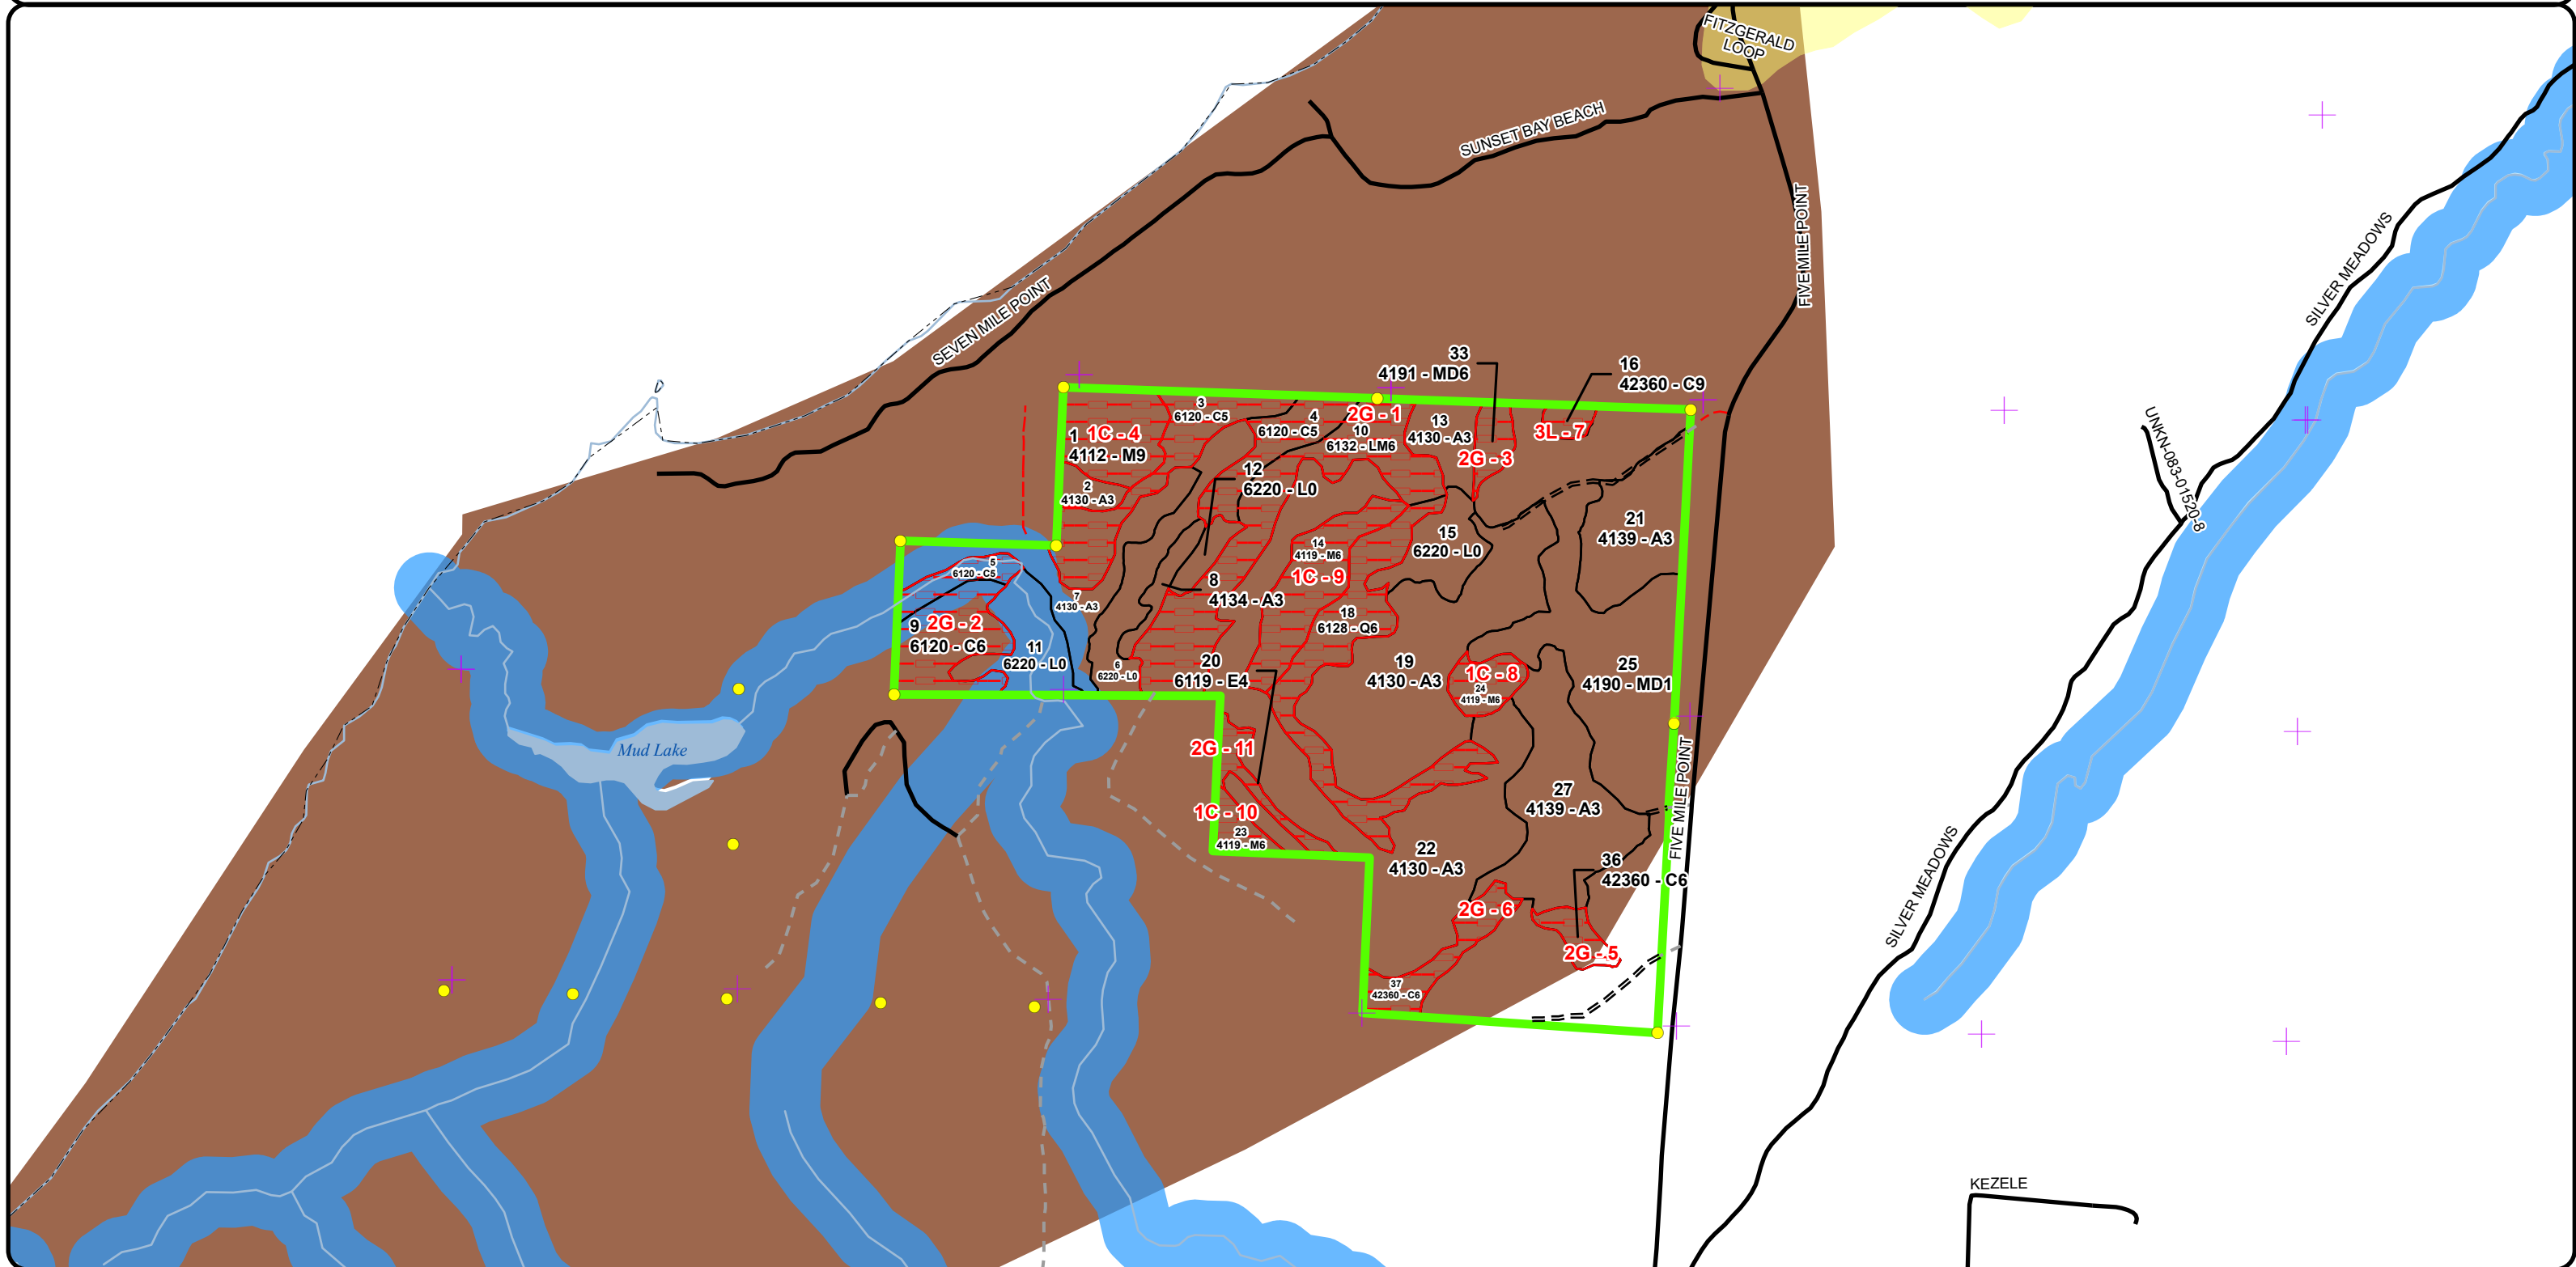 FITZGERALD
LOOP
SUNSET BAY BEACH
FIVE MILE POINT
SILVER MEADOWS
SEVEN MILE POINT
33
4191 - MD6
16
42360 - C9
3
6120 - C5
4
6120 - C5
2G - 1
10
6132 - LM6
13
4130 - A3
3L - 7
2G - 3
1
1C - 4
4112 - M9
2
4130 - A3
12
6220 - L0
UNKN-083-01520-8
21
4139 - A3
15
6220 - L0
14
4119 - M6
1C - 9
5
6120 - C5
7
4130 - A3
8
4134 - A3
18
6128 - Q6
9
2G - 2
6120 - C6
11
6220 - L0
6
6220 - L0
20
6119 - E4
19
4130 - A3
1C - 8
24
4119 - M6
25
4190 - MD1
Mud Lake
2G - 11
FIVE MILE POINT
27
4139 - A3
1C - 10
23
4119 - M6
22
4130 - A3
36
42360 - C6
SILVER MEADOWS
2G - 6
2G - 5
37
42360 - C6
KEZELE